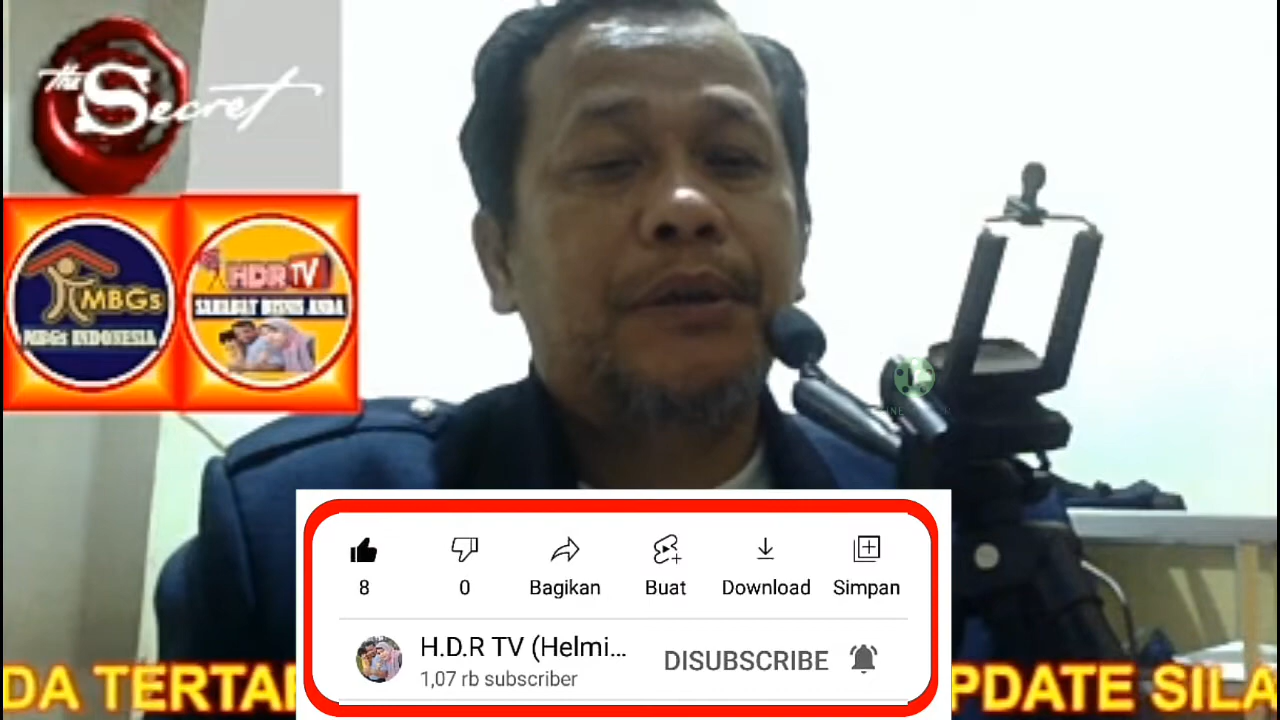 the Secret
MBGs
MBGs INDONESIA
HDR TV
SAHABAT BISNIS ANDA
8
0
Bagikan
Buat
Download
Simpan
H.D.R TV (Helmi...
1,07 rb subscriber
DISUBSCRIBE
DA TERTA
PDATE SILA